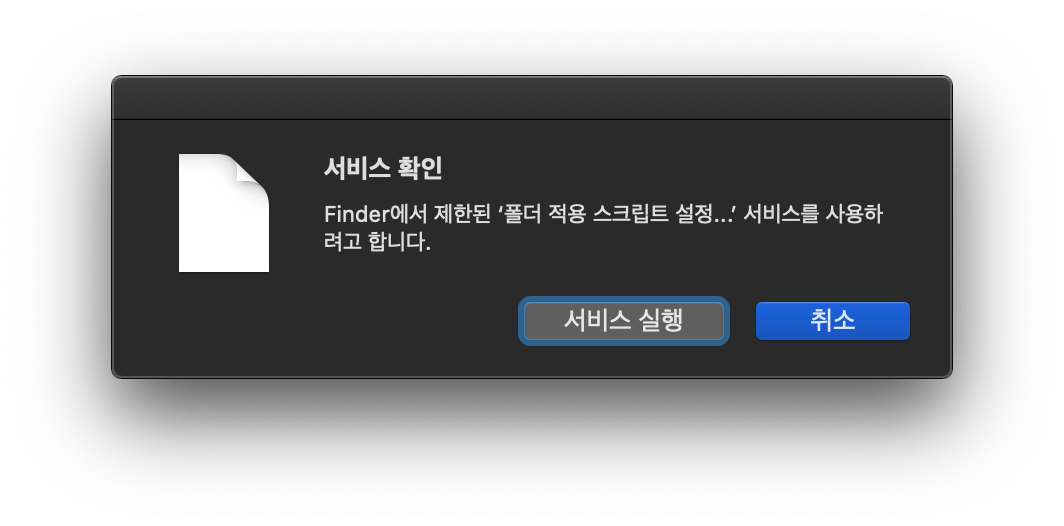 서비스 확인
Finder에서 제한된 ‘폴더 적용 스크립트 설정...’ 서비스를 사용하
려고 합니다.
서비스 실행
취소